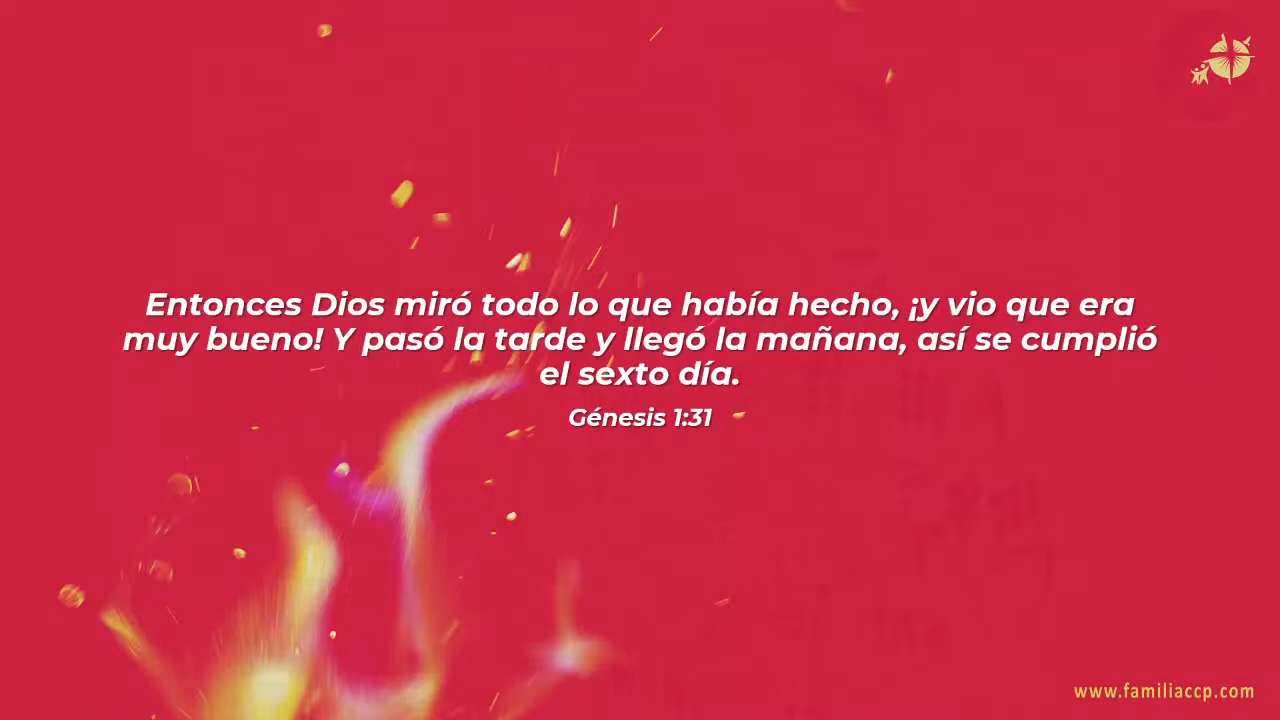 Entonces Dios miró todo lo que había hecho, ¡y vio que era
muy bueno! Y pasó la tarde y llegó la mañana, así se cumplió
el sexto día.
Génesis 1:31
www.familiaccp.com